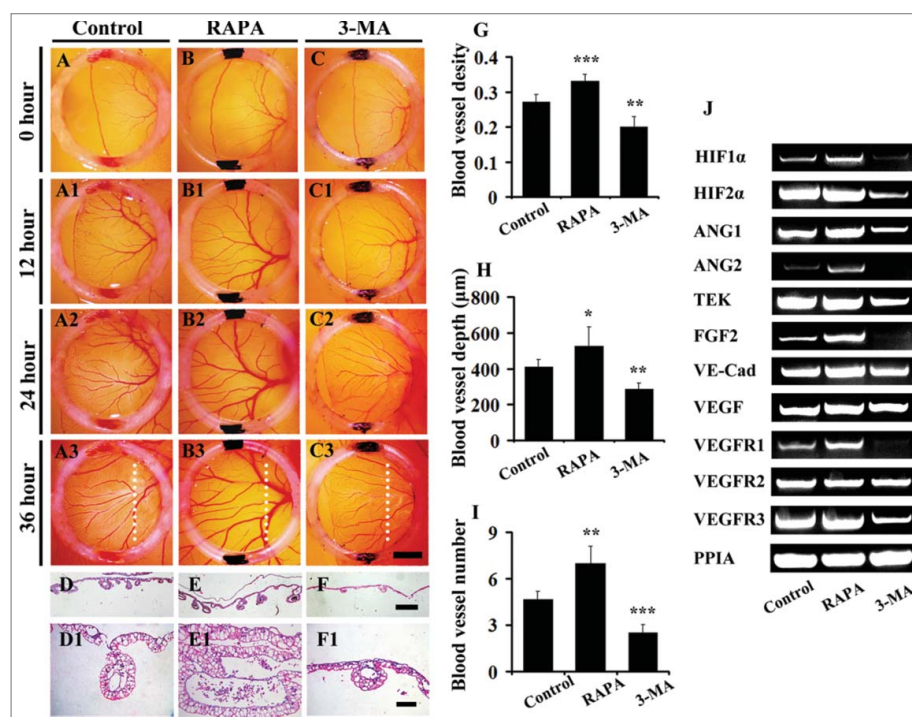 Control RAPA 3-MA
0 hour
A B C
12 hour
A1 B1 C1
24 hour
A2 B2 C2
36 hour
A3 B3 C3
D E F
D1 E1 F1
G
Blood vessel desity
0.4
0.3
0.2
0.1
0
***
**
Control RAPA 3-MA
H
Blood vessel depth (μm)
800
600
400
200
0
*
**
Control RAPA 3-MA
I
Blood vessel number
9
6
3
0
**
***
Control RAPA 3-MA
J
HIF1α
HIF2α
ANG1
ANG2
TEK
FGF2
VE-Cad
VEGF
VEGFR1
VEGFR2
VEGFR3
PPIA
Control RAPA 3-MA